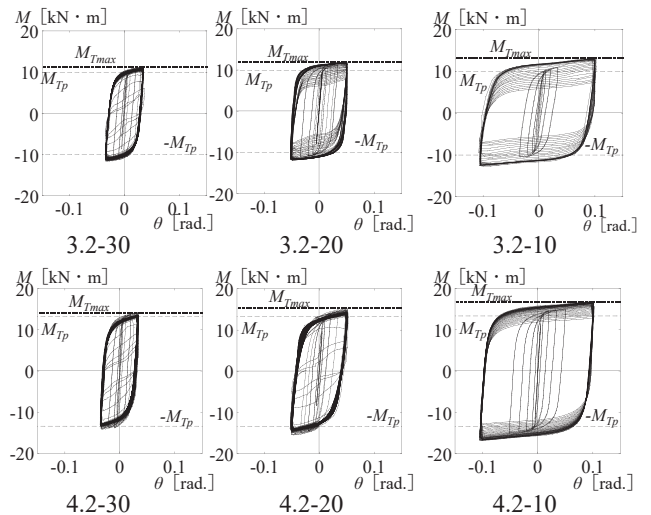 M [kN・m] M [kN・m] M [kN・m]
20 20 20
M_Tmax M_Tmax M_Tmax
10 10 10
M_Tp M_Tp M_Tp
0 0 0
-M_Tp -M_Tp -M_Tp
-10 -10 -10
-20 -20 -20
-0.1 0 0.1 -0.1 0 0.1 -0.1 0 0.1
θ [rad.] θ [rad.] θ [rad.]
3.2-30 3.2-20 3.2-10
M [kN・m] M [kN・m] M [kN・m]
20 20 20
M_Tmax M_Tmax M_Tmax
10 10 10
M_Tp M_Tp M_Tp
0 0 0
-M_Tp -M_Tp -M_Tp
-10 -10 -10
-20 -20 -20
-0.1 0 0.1 -0.1 0 0.1 -0.1 0 0.1
θ [rad.] θ [rad.] θ [rad.]
4.2-30 4.2-20 4.2-10